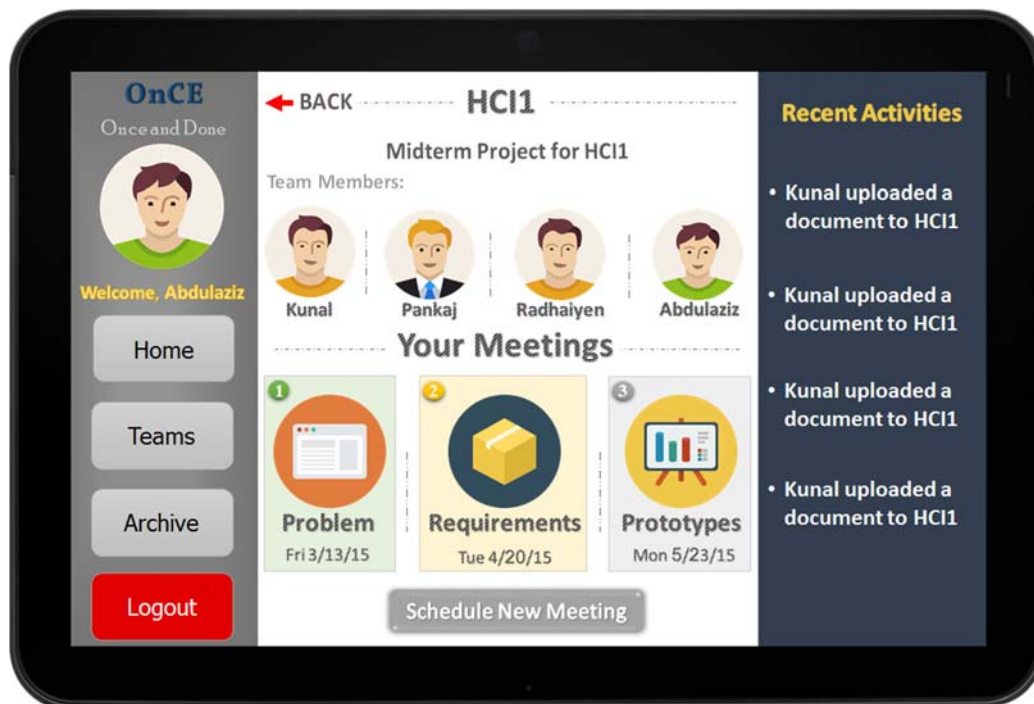 OnCE
Once and Done
Welcome, Abdulaziz
Home
Teams
Archive
Logout
BACK
HCI1
Midterm Project for HCI1
Team Members:
Kunal
Pankaj
Radhaiyen
Abdulaziz
Your Meetings
1
2
3
Problem
Requirements
Prototypes
Fri 3/13/15
Tue 4/20/15
Mon 5/23/15
Schedule New Meeting
Recent Activities
• Kunal uploaded a
document to HCI1
• Kunal uploaded a
document to HCI1
• Kunal uploaded a
document to HCI1
• Kunal uploaded a
document to HCI1